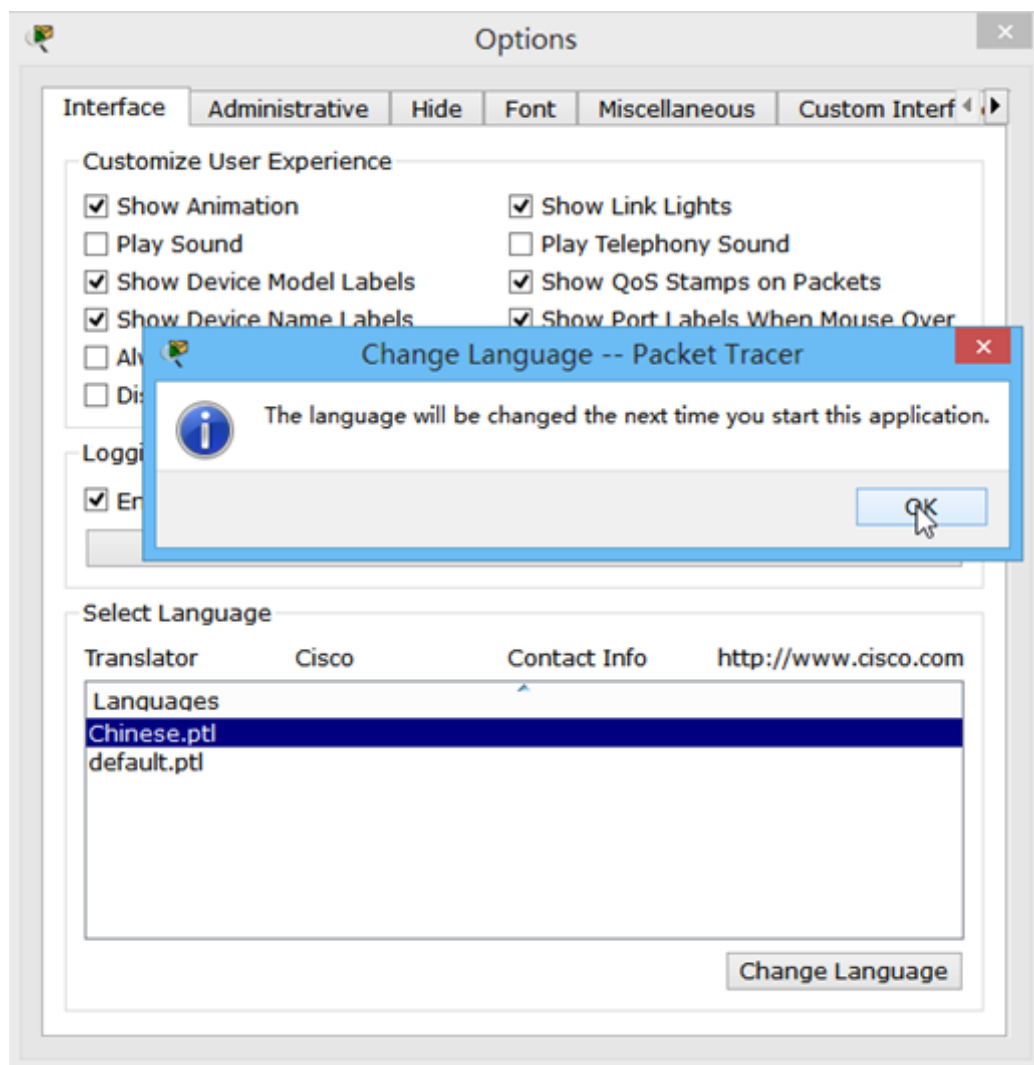 Options
Interface Administrative Hide Font Miscellaneous Custom Interf
Customize User Experience
Show Animation Show Link Lights
Play Sound Play Telephony Sound
Show Device Model Labels Show QoS Stamps on Packets
Show Device Name Labels Show Port Labels When Mouse Over
Change Language -- Packet Tracer
The language will be changed the next time you start this application.
OK
Select Language
Translator Cisco Contact Info http://www.cisco.com
Languages
Chinese.ptl
default.ptl
Change Language